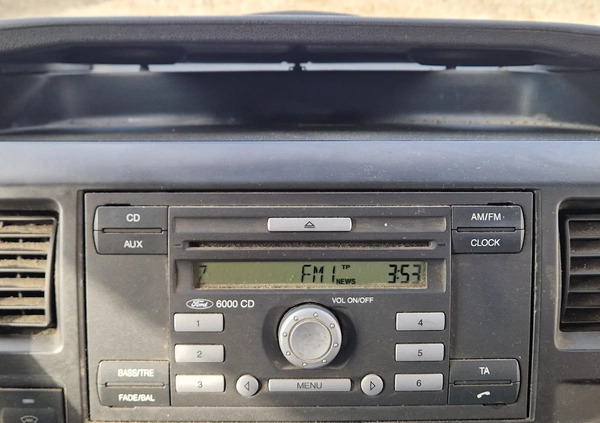 CD
AUX
AM/FM
CLOCK
7 FM1 TP NEWS 3:53
Ford 6000 CD
VOL ON/OFF
1
2
3
4
5
6
MENU
BASS/TRE
FADE/BAL
TA